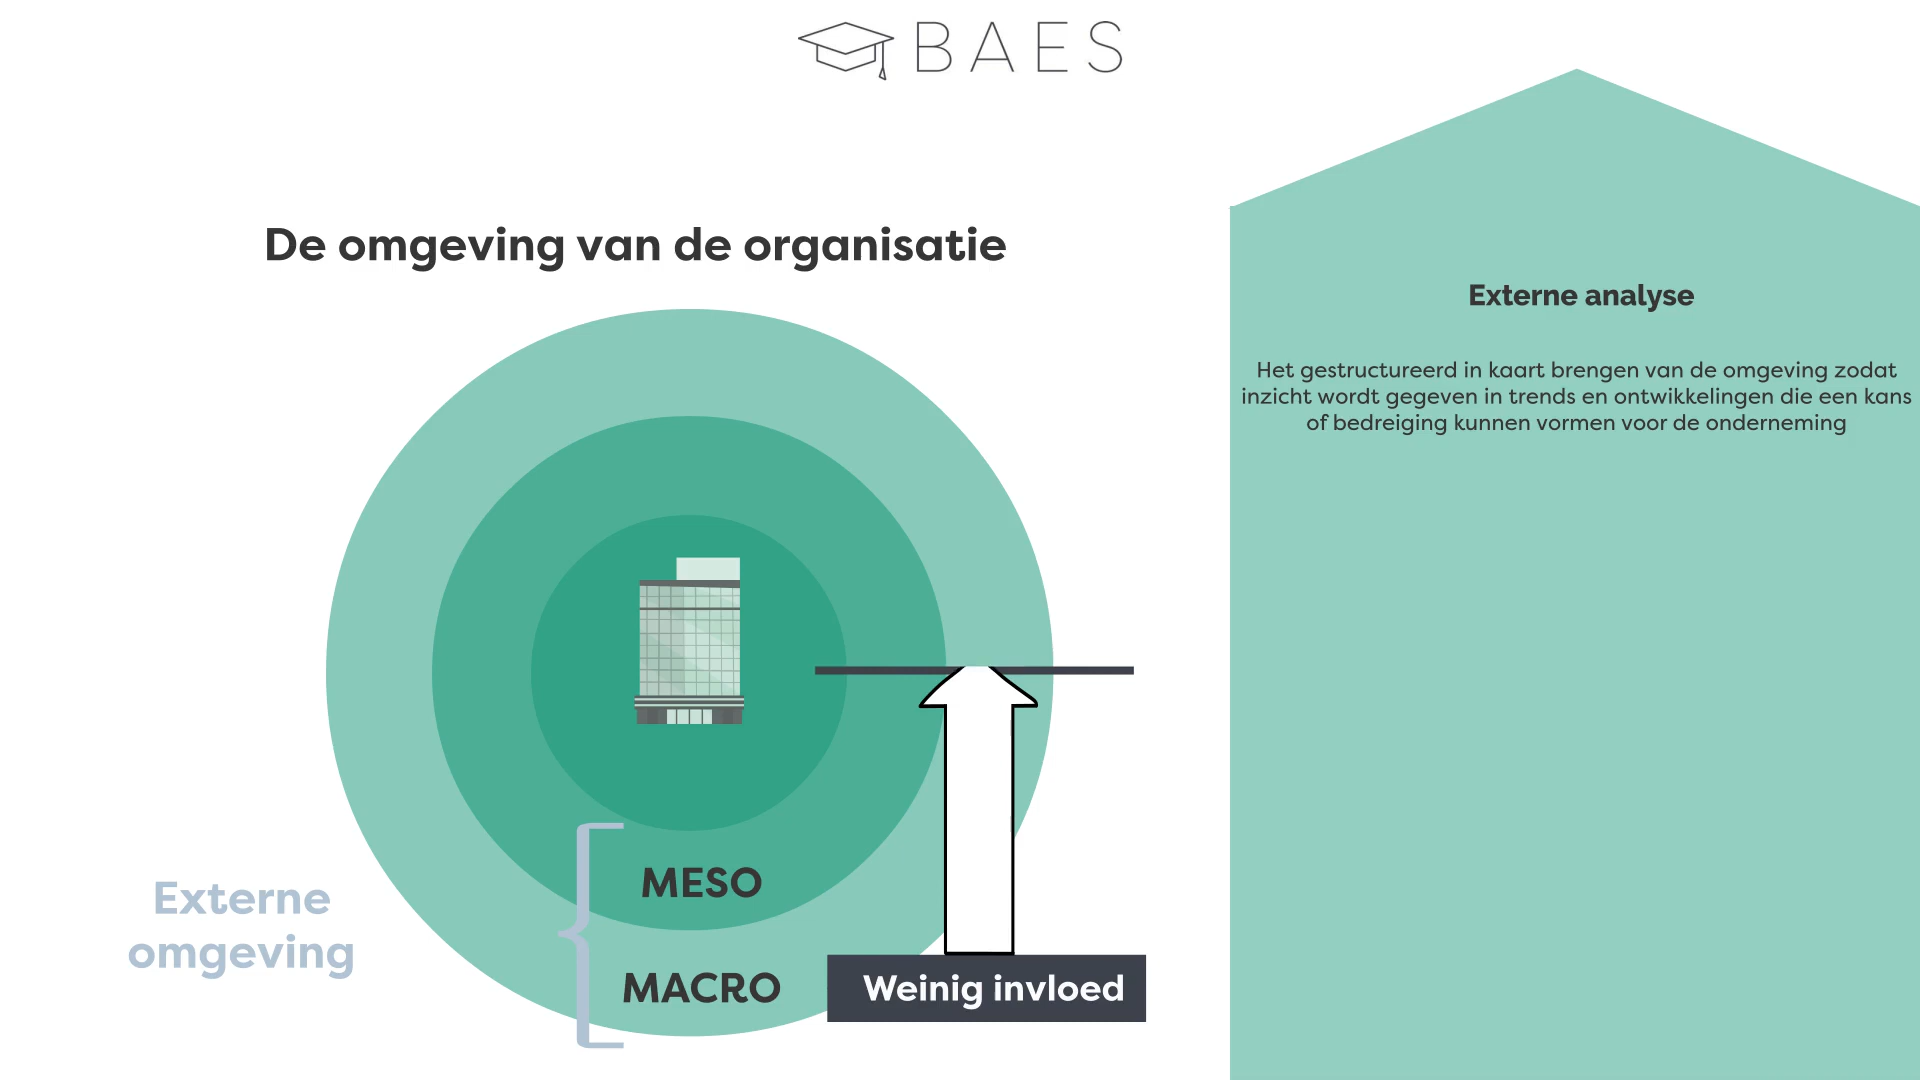 BAES
De omgeving van de organisatie
Externe analyse
Het gestructureerd in kaart brengen van de omgeving zodat
inzicht wordt gegeven in trends en ontwikkelingen die een kans
of bedreiging kunnen vormen voor de onderneming
Externe
omgeving
MESO
MACRO
Weinig invloed